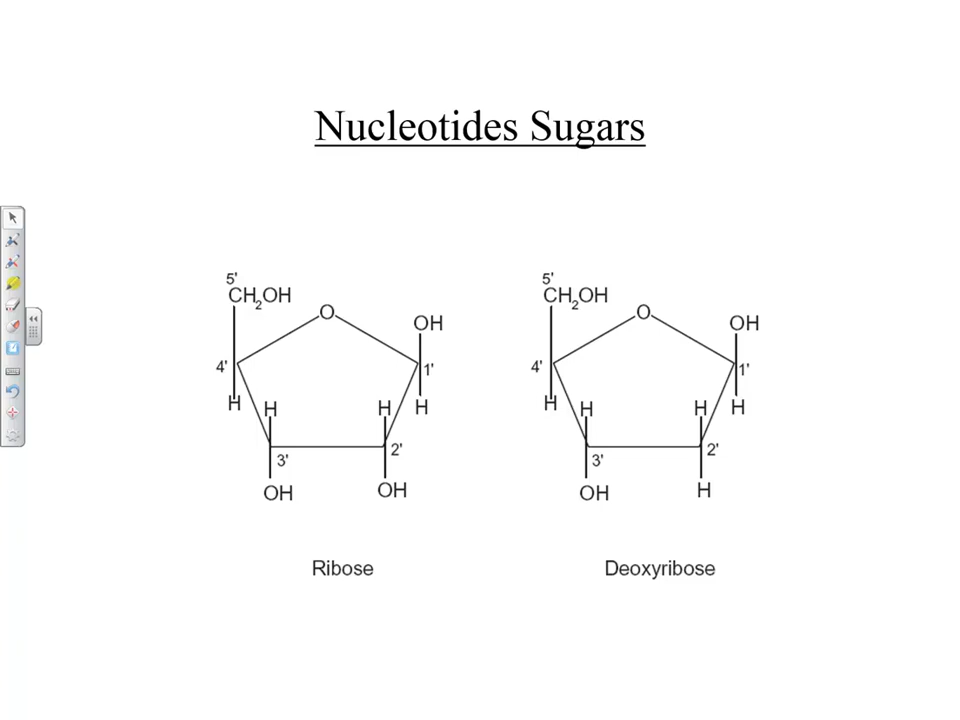 Nucleotides Sugars
5' 5'
CH2OH O OH CH2OH O OH
4' 1' 4' 1'
H H H H H H H H
3' 2' 3' 2'
OH OH OH H
Ribose Deoxyribose